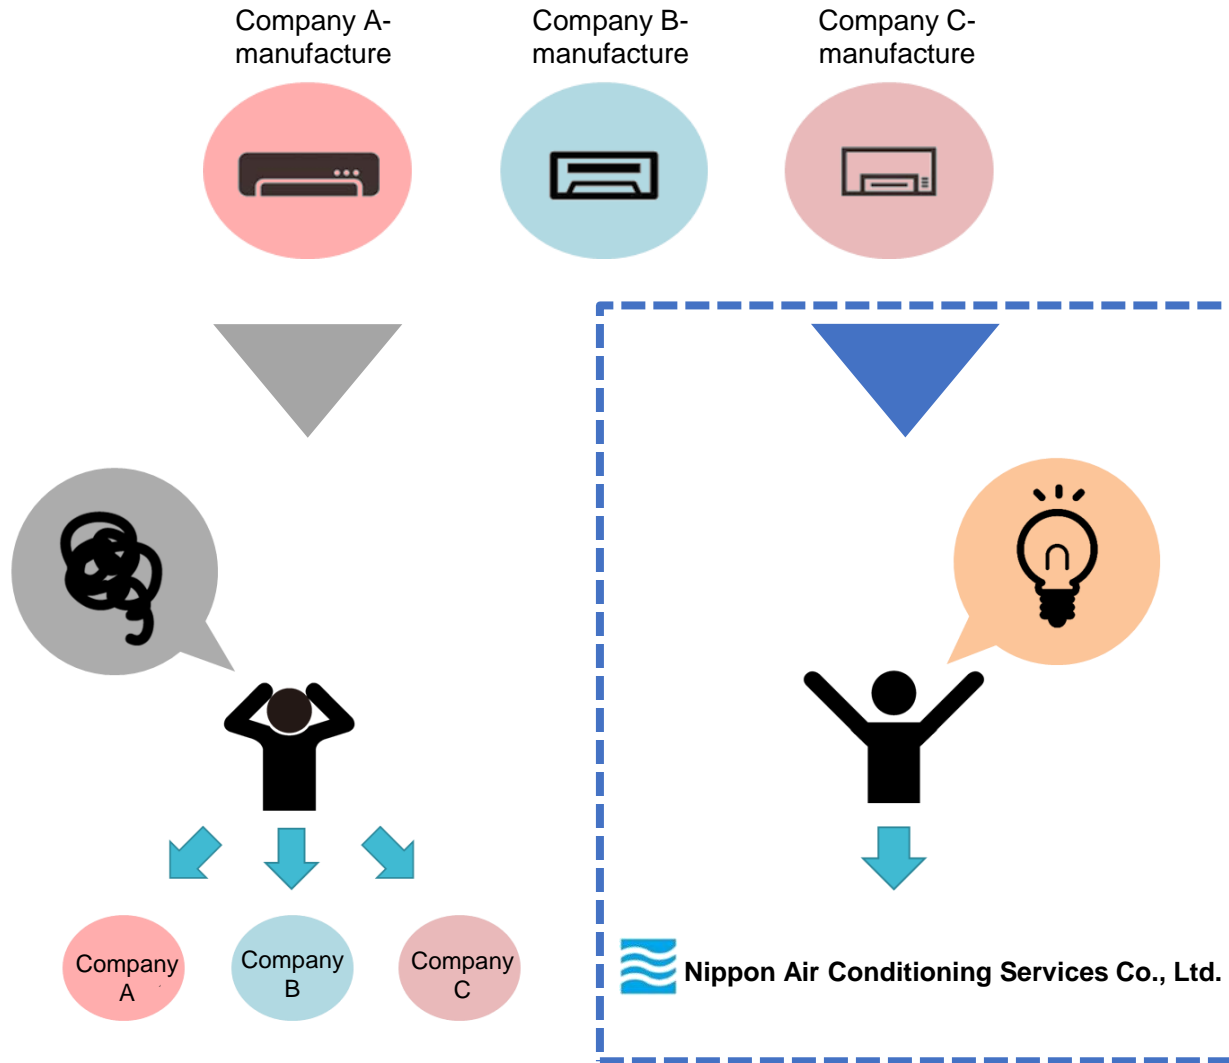 Company A-
manufacture
Company B-
manufacture
Company C-
manufacture
Company
A
Company
B
Company
C
Nippon Air Conditioning Services Co., Ltd.